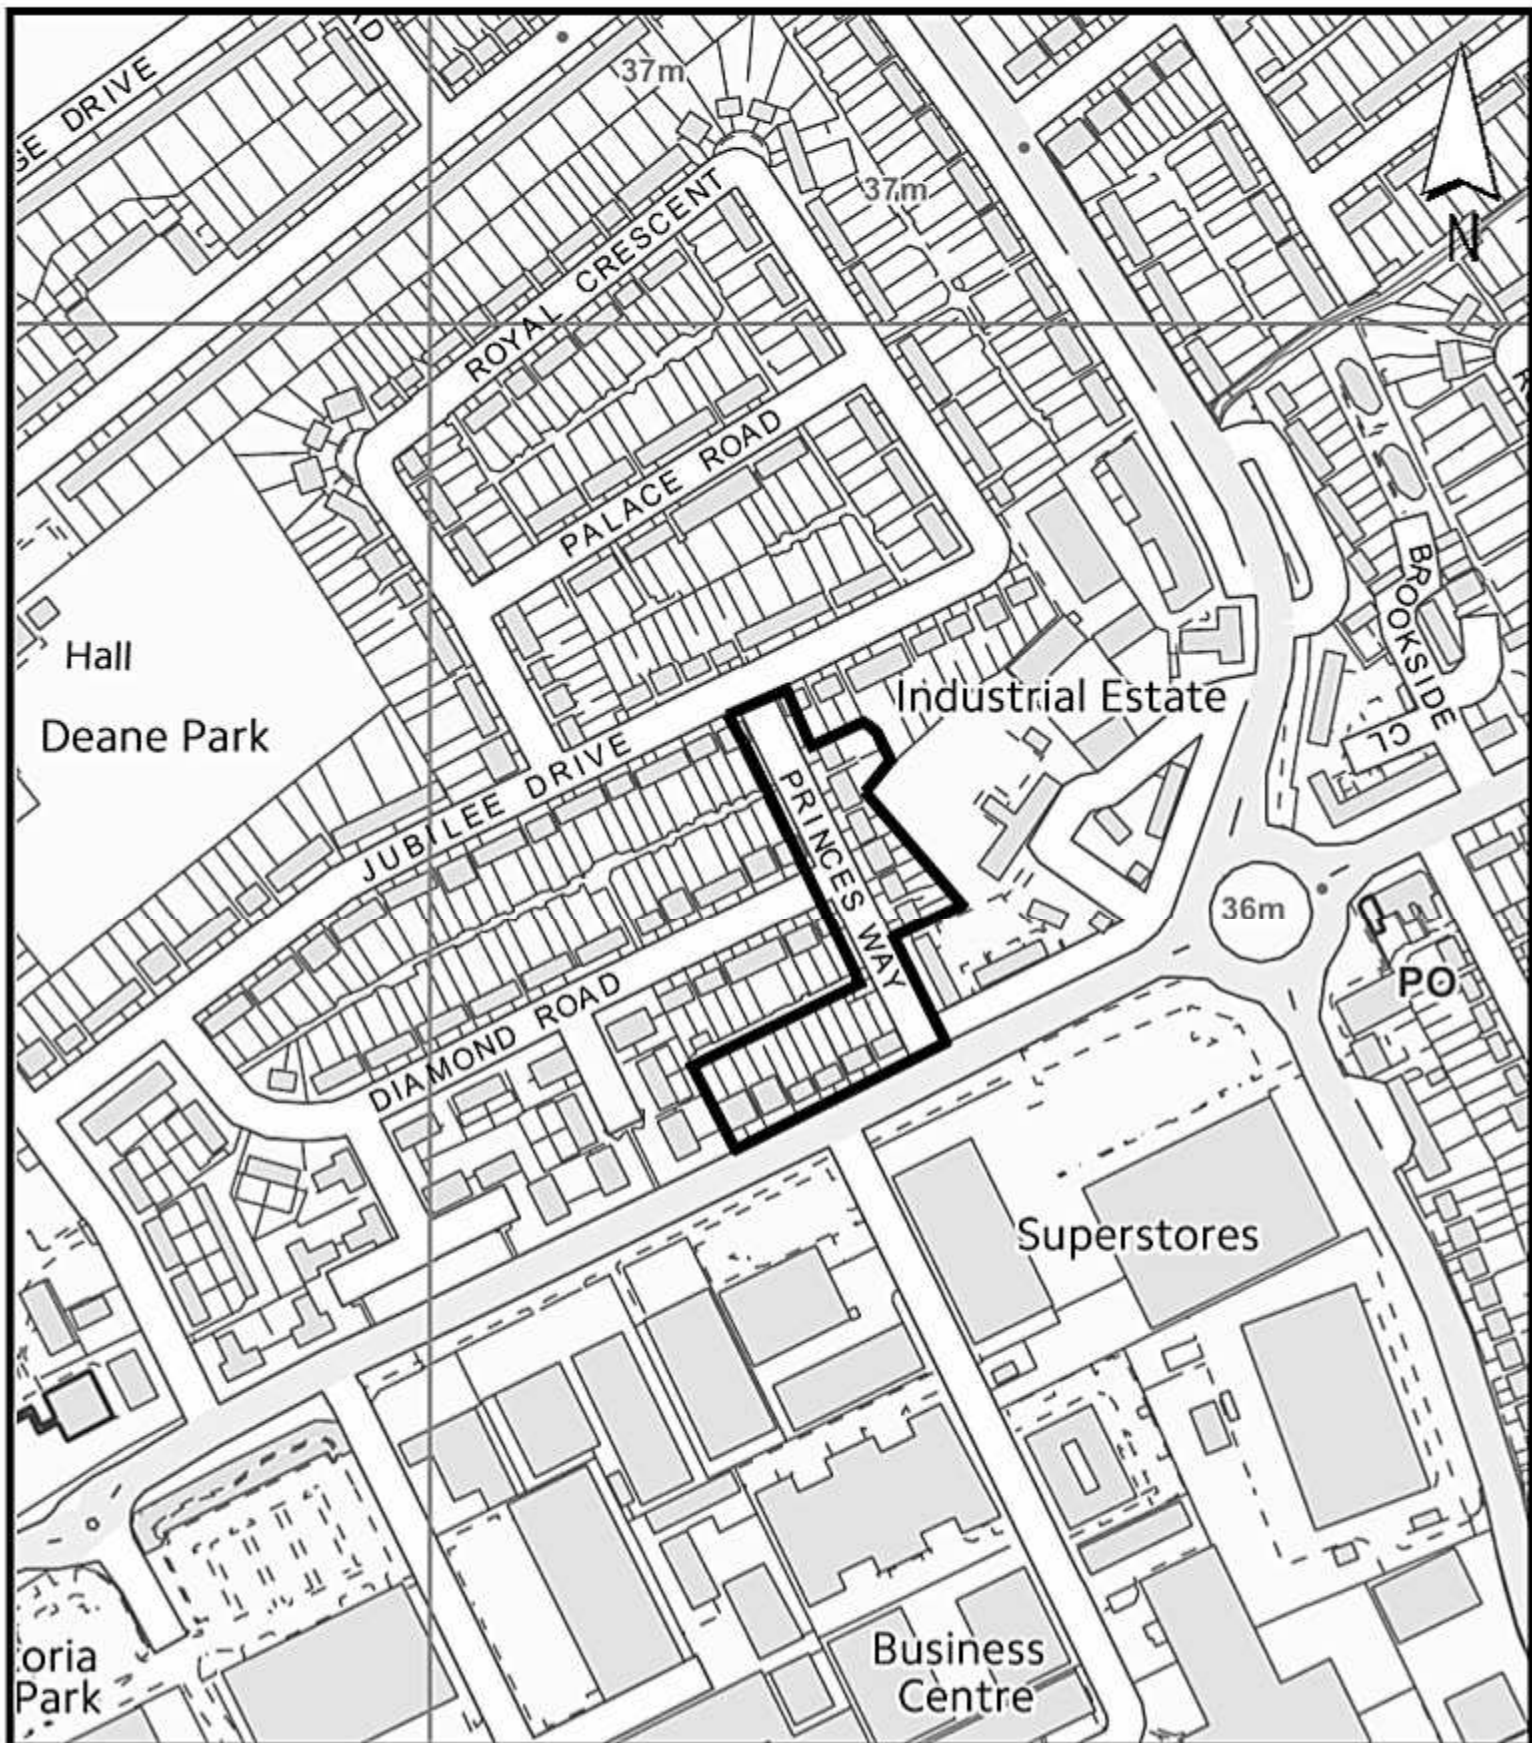 GE DRIVE
37m
37m
N
ROYAL CRESCENT
PALACE ROAD
BROOKSIDE
CL
Hall
Deane Park
Industrial Estate
JUBILEE DRIVE
PRINCES WAY
36m
PO
DIAMOND ROAD
Superstores
oria
Park
Business
Centre